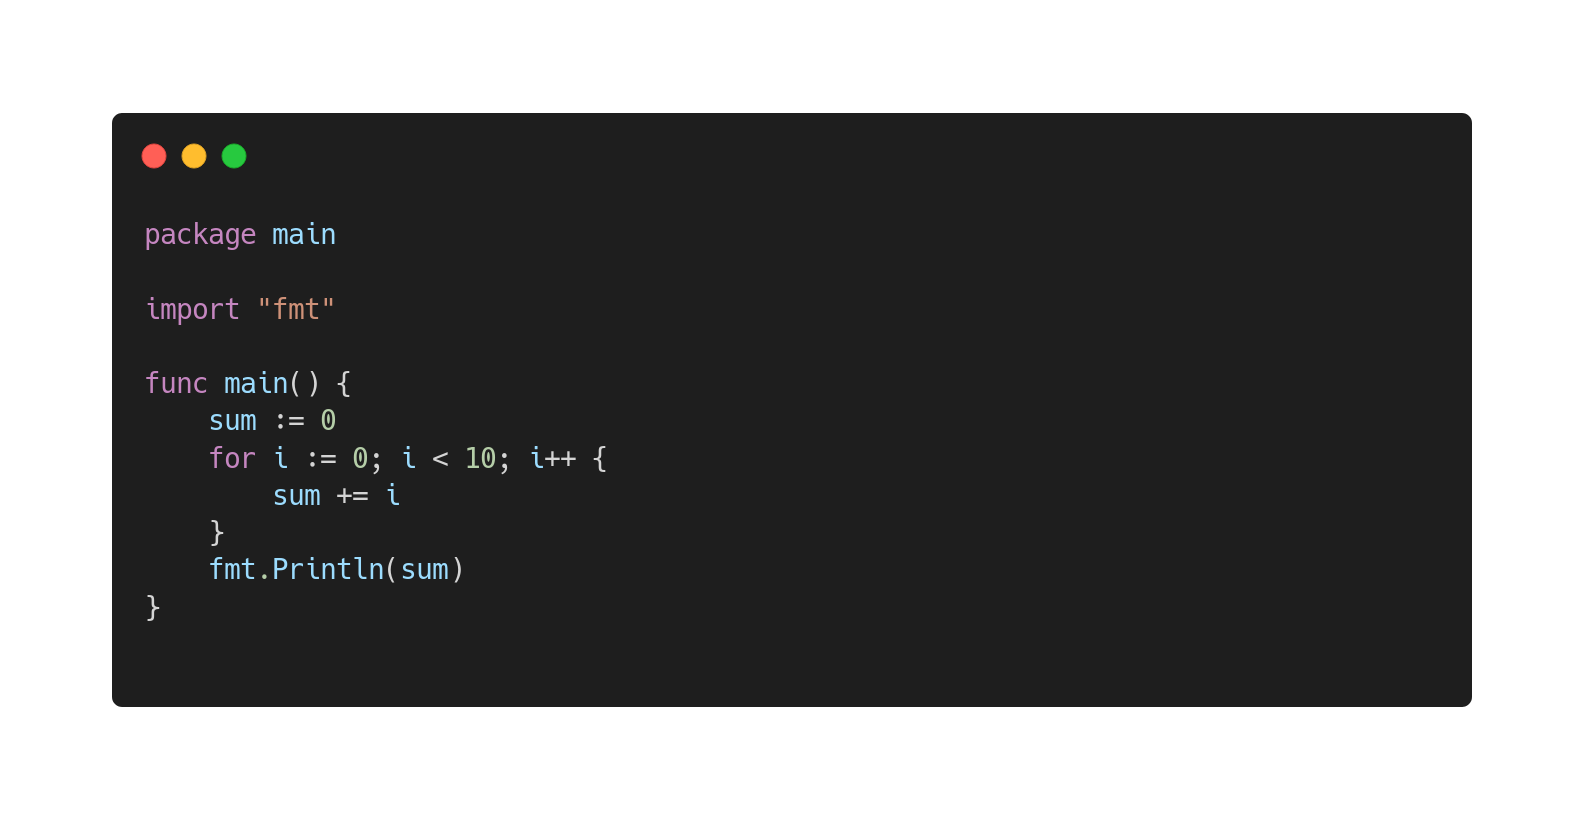 package main

import "fmt"

func main() {
    sum := 0
    for i := 0; i < 10; i++ {
        sum += i
    }
    fmt.Println(sum)
}